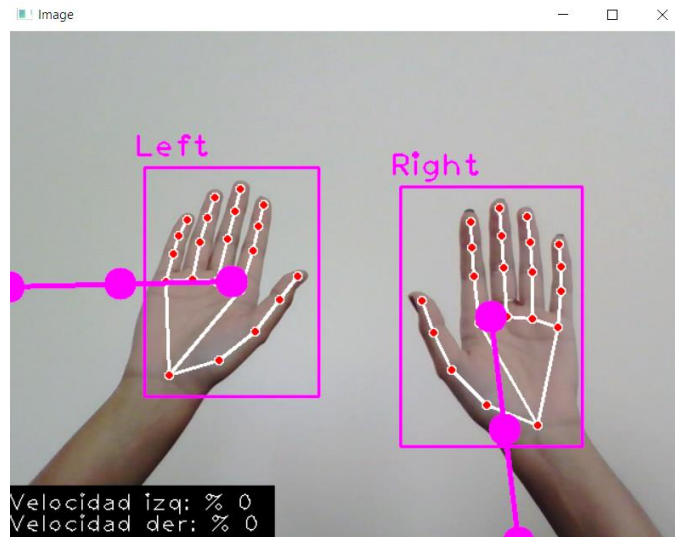 Image
Left
Right
Velocidad izq: % 0
Velocidad der: % 0